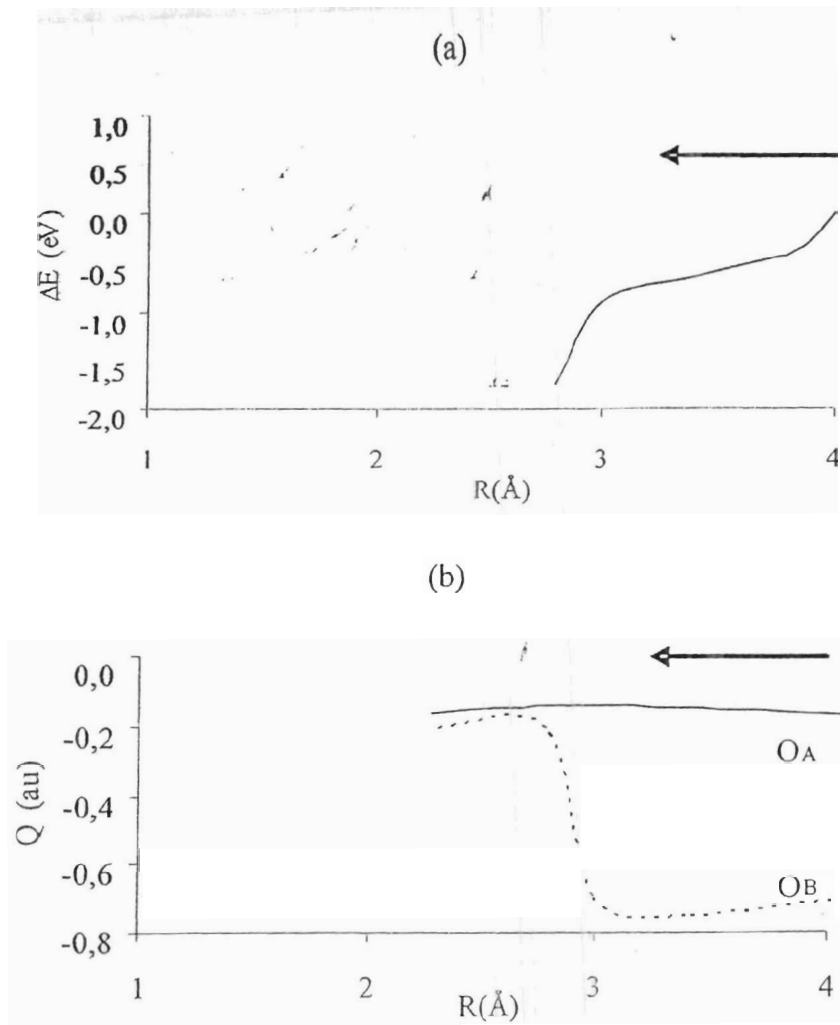 (a)
1,0
0,5
0,0
-0,5
-1,0
-1,5
-2,0
ΔE (eV)
1 2 3 4
R(Å)
(b)
0,0
-0,2
-0,4
-0,6
-0,8
Q (au)
OA
OB
1 2 3 4
R(Å)